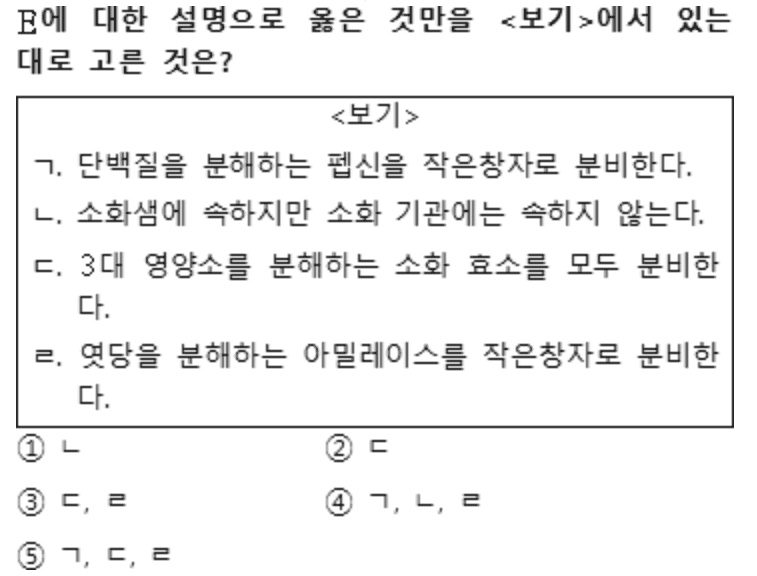 E에 대한 설명으로 옳은 것만을 <보기>에서 있는
대로 고른 것은?
<보기>
ㄱ. 단백질을 분해하는 펩신을 작은창자로 분비한다.
ㄴ. 소화샘에 속하지만 소화 기관에는 속하지 않는다.
ㄷ. 3대 영양소를 분해하는 소화 효소를 모두 분비한
다.
ㄹ. 엿당을 분해하는 아밀레이스를 작은창자로 분비한
다.
① ㄴ ② ㄷ
③ ㄷ, ㄹ ④ ㄱ, ㄴ, ㄹ
⑤ ㄱ, ㄷ, ㄹ